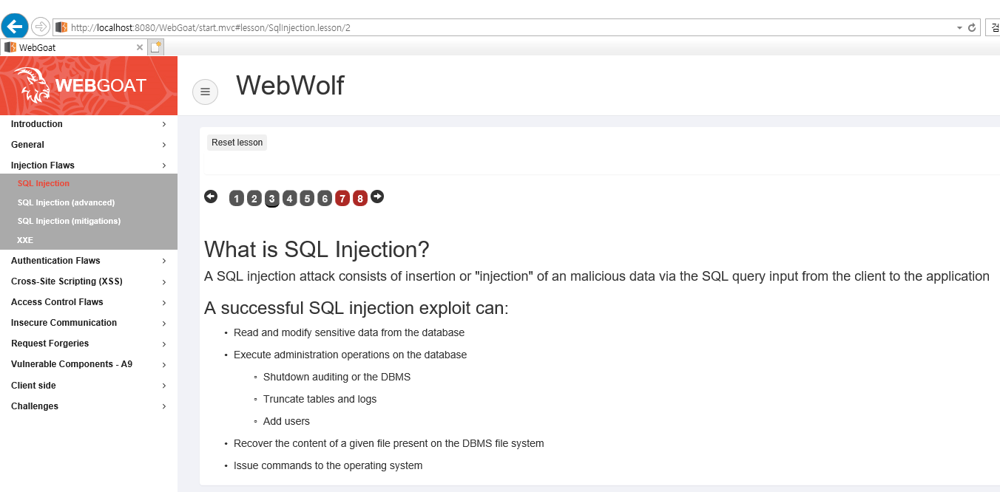 http://localhost:8080/WebGoat/start.mvc#lesson/SqlInjection.lesson/2
검
WebGoat
WEBGOAT
WebWolf
Introduction
General
Injection Flaws
SQL Injection
SQL Injection (advanced)
SQL Injection (mitigations)
XXE
Authentication Flaws
Cross-Site Scripting (XSS)
Access Control Flaws
Insecure Communication
Request Forgeries
Vulnerable Components - A9
Client side
Challenges
Reset lesson
1 2 3 4 5 6 7 8
What is SQL Injection?
A SQL injection attack consists of insertion or "injection" of an malicious data via the SQL query input from the client to the application
A successful SQL injection exploit can:
• Read and modify sensitive data from the database
• Execute administration operations on the database
◦ Shutdown auditing or the DBMS
◦ Truncate tables and logs
◦ Add users
• Recover the content of a given file present on the DBMS file system
• Issue commands to the operating system